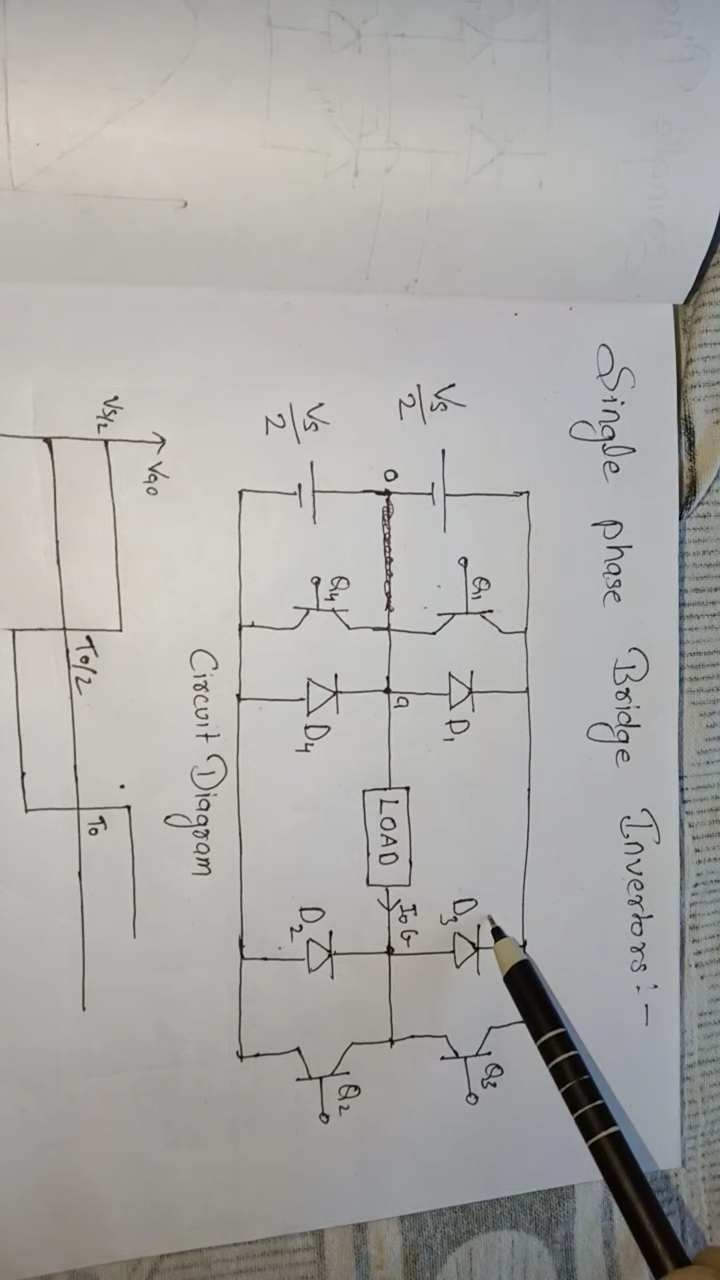 Single phase Bridge Invertors:-
Vs/2
Q1
D1
D3
Q3
0
a
LOAD
Io
Vs/2
Q4
D4
D2
Q2
Circuit Diagram
Vao
Vs/2
To/2
To